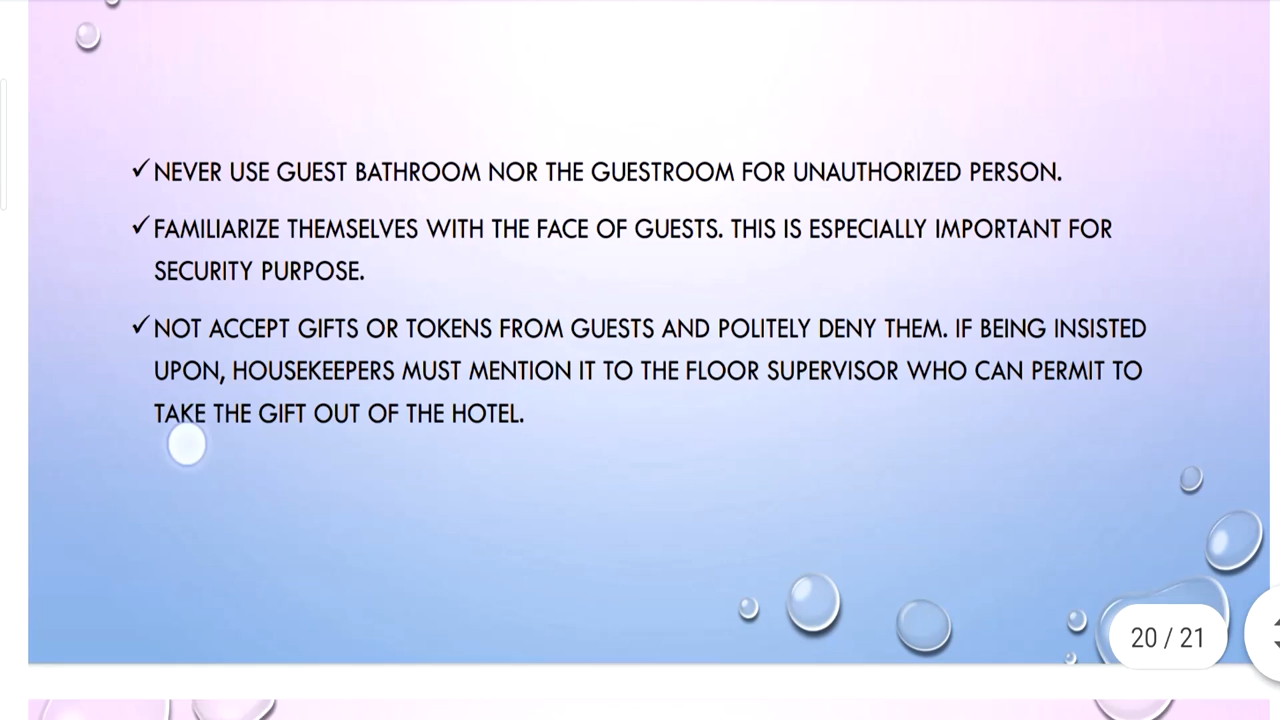 ✓NEVER USE GUEST BATHROOM NOR THE GUESTROOM FOR UNAUTHORIZED PERSON.
✓FAMILIARIZE THEMSELVES WITH THE FACE OF GUESTS. THIS IS ESPECIALLY IMPORTANT FOR
SECURITY PURPOSE.
✓NOT ACCEPT GIFTS OR TOKENS FROM GUESTS AND POLITELY DENY THEM. IF BEING INSISTED
UPON, HOUSEKEEPERS MUST MENTION IT TO THE FLOOR SUPERVISOR WHO CAN PERMIT TO
TAKE THE GIFT OUT OF THE HOTEL.
20 / 21